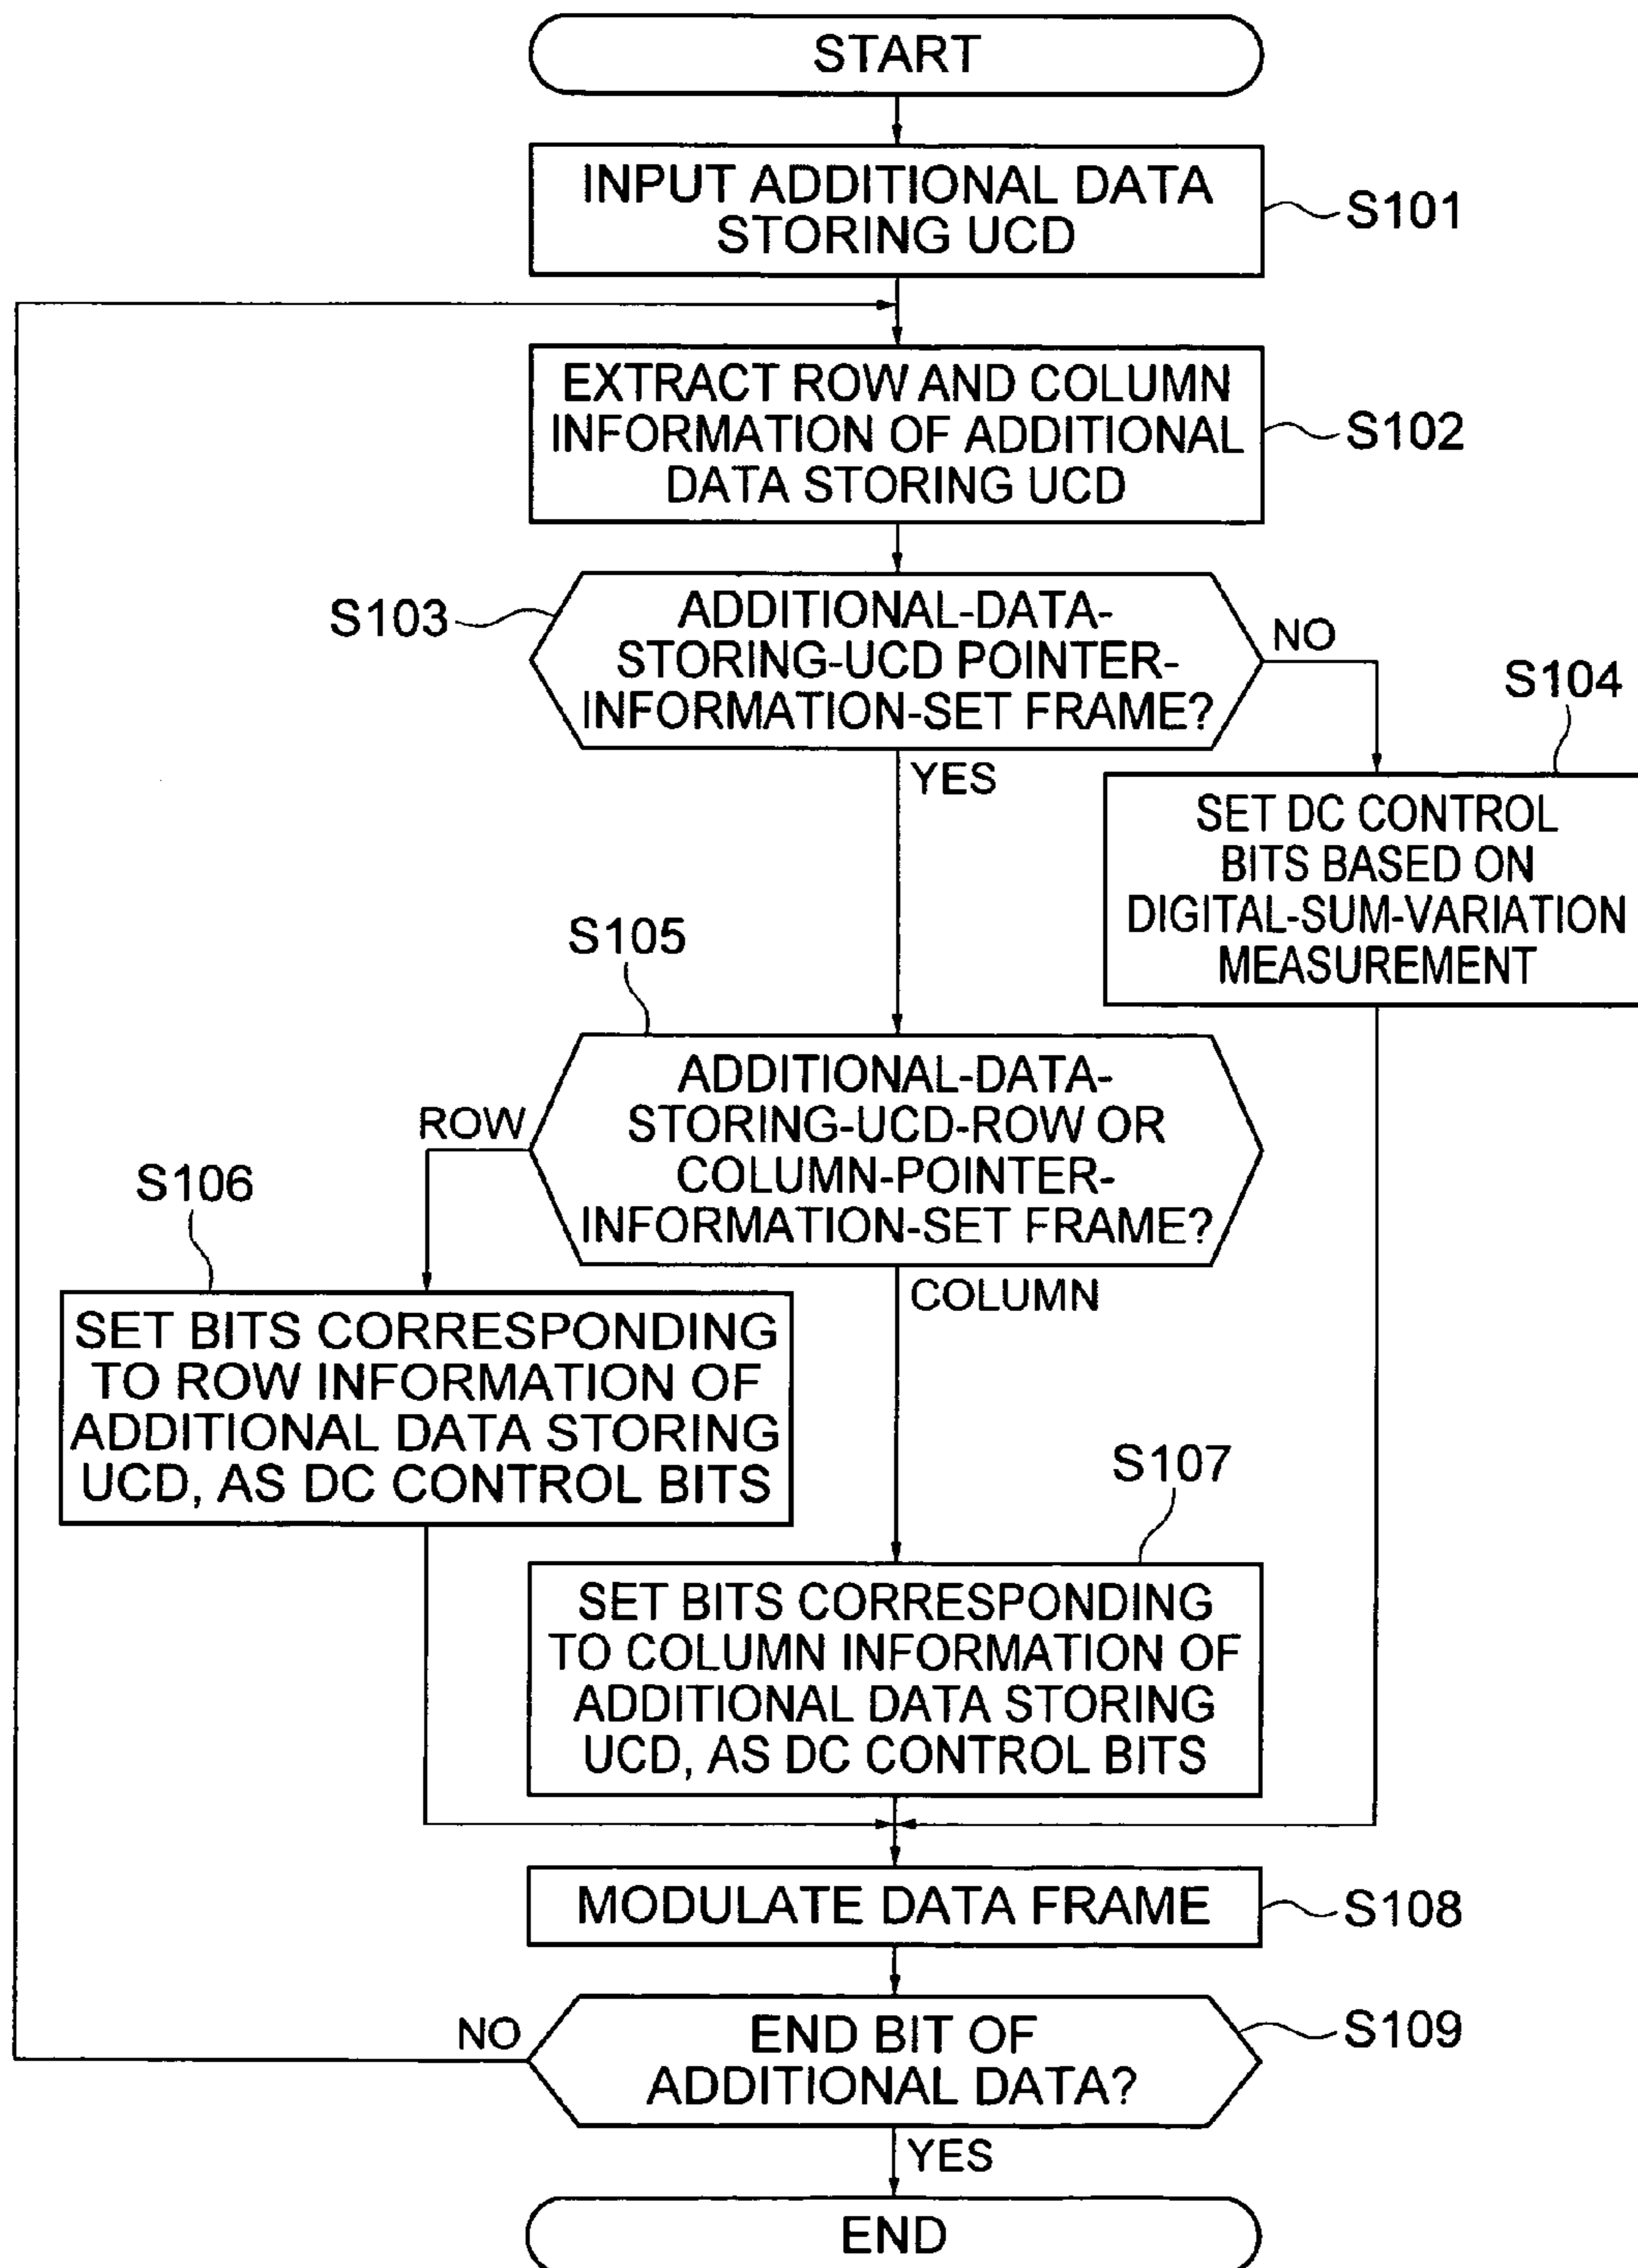 START
INPUT ADDITIONAL DATA
STORING UCD
S101
EXTRACT ROW AND COLUMN
INFORMATION OF ADDITIONAL
DATA STORING UCD
S102
S103
ADDITIONAL-DATA-
STORING-UCD POINTER-
INFORMATION-SET FRAME?
NO
YES
S104
SET DC CONTROL
BITS BASED ON
DIGITAL-SUM-VARIATION
MEASUREMENT
S105
ADDITIONAL-DATA-
STORING-UCD-ROW OR
COLUMN-POINTER-
INFORMATION-SET FRAME?
ROW
COLUMN
S106
SET BITS CORRESPONDING
TO ROW INFORMATION OF
ADDITIONAL DATA STORING
UCD, AS DC CONTROL BITS
S107
SET BITS CORRESPONDING
TO COLUMN INFORMATION OF
ADDITIONAL DATA STORING
UCD, AS DC CONTROL BITS
MODULATE DATA FRAME
S108
NO
END BIT OF
ADDITIONAL DATA?
S109
YES
END